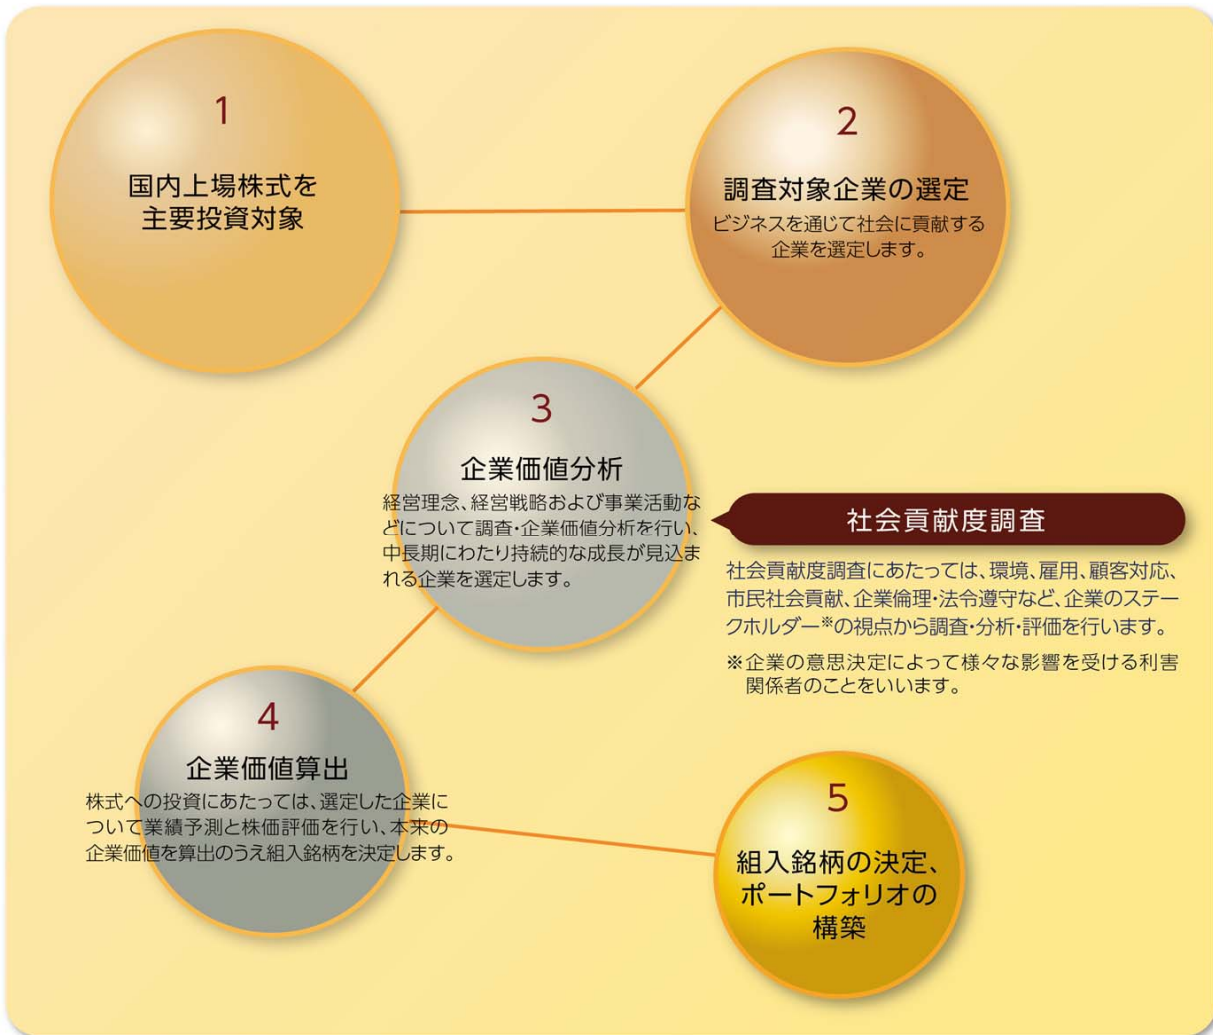 1
国内上場株式を
主要投資対象
2
調査対象企業の選定
ビジネスを通じて社会に貢献する
企業を選定します。
3
企業価値分析
経営理念、経営戦略および事業活動な
どについて調査・企業価値分析を行い、
中長期にわたり持続的な成長が見込ま
れる企業を選定します。
社会貢献度調査
社会貢献度調査にあたっては、環境、雇用、顧客対応、
市民社会貢献、企業倫理・法令遵守など、企業のステー
クホルダー※の視点から調査・分析・評価を行います。
※企業の意思決定によって様々な影響を受ける利害
関係者のことをいいます。
4
企業価値算出
株式への投資にあたっては、選定した企業に
ついて業績予測と株価評価を行い、本来の
企業価値を算出のうえ組入銘柄を決定します。
5
組入銘柄の決定、
ポートフォリオの
構築